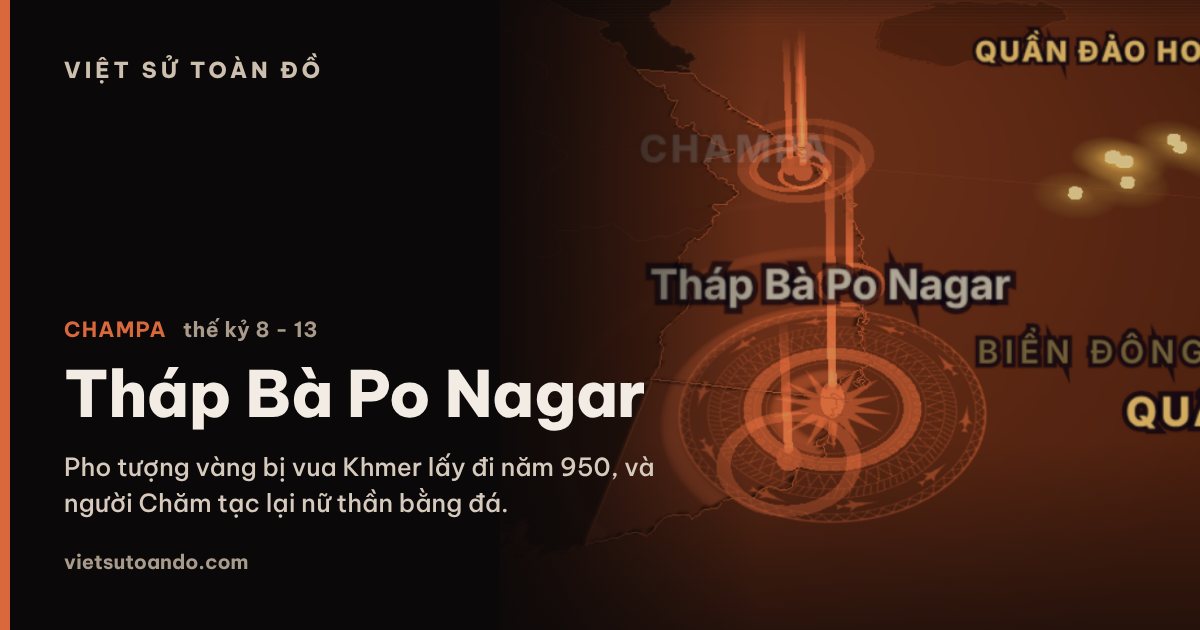 VIỆT SỬ TOÀN ĐỒ
QUẦN ĐẢO HO
CHAMPA
Tháp Bà Po Nagar
BIỂN ĐÔNG
QUẦ
CHAMPA thế kỷ 8 - 13
Tháp Bà Po Nagar
Pho tượng vàng bị vua Khmer lấy đi năm 950, và
người Chăm tạc lại nữ thần bằng đá.
vietsutoando.com